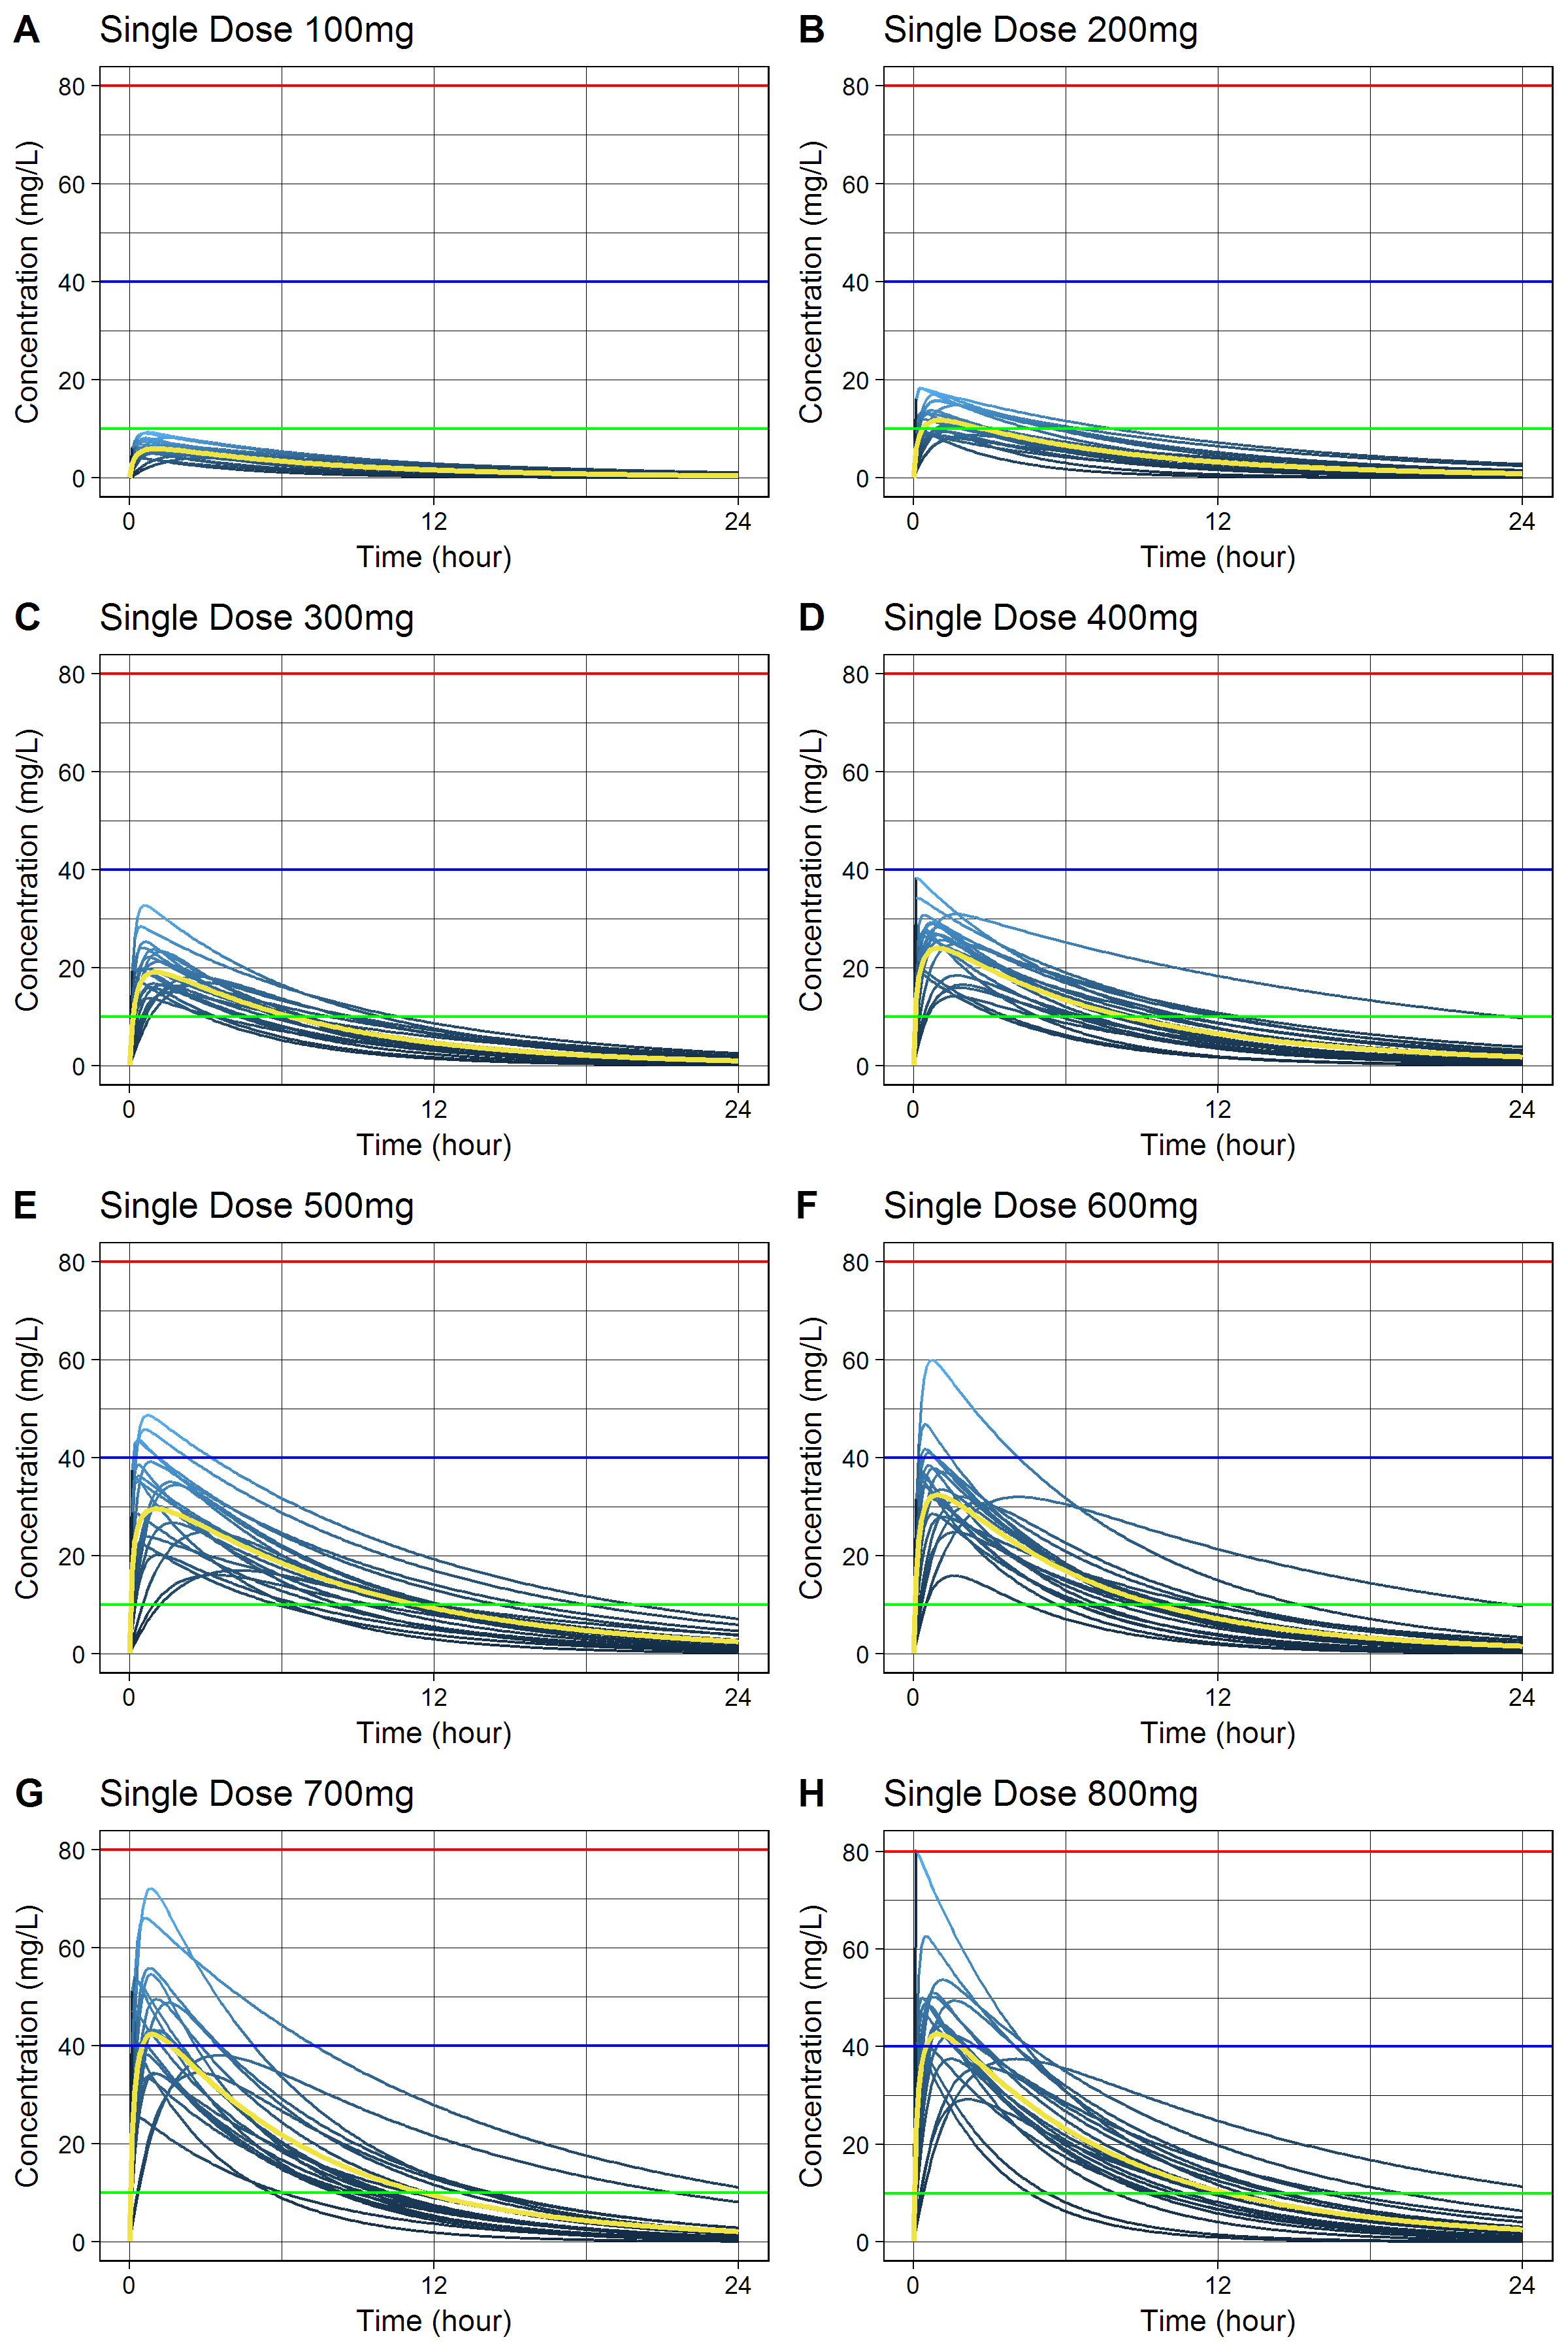 A Single Dose 100mg
Concentration (mg/L)
80
60
40
20
0
0 12 24
Time (hour)
B Single Dose 200mg
Concentration (mg/L)
80
60
40
20
0
0 12 24
Time (hour)
C Single Dose 300mg
Concentration (mg/L)
80
60
40
20
0
0 12 24
Time (hour)
D Single Dose 400mg
Concentration (mg/L)
80
60
40
20
0
0 12 24
Time (hour)
E Single Dose 500mg
Concentration (mg/L)
80
60
40
20
0
0 12 24
Time (hour)
F Single Dose 600mg
Concentration (mg/L)
80
60
40
20
0
0 12 24
Time (hour)
G Single Dose 700mg
Concentration (mg/L)
80
60
40
20
0
0 12 24
Time (hour)
H Single Dose 800mg
Concentration (mg/L)
80
60
40
20
0
0 12 24
Time (hour)